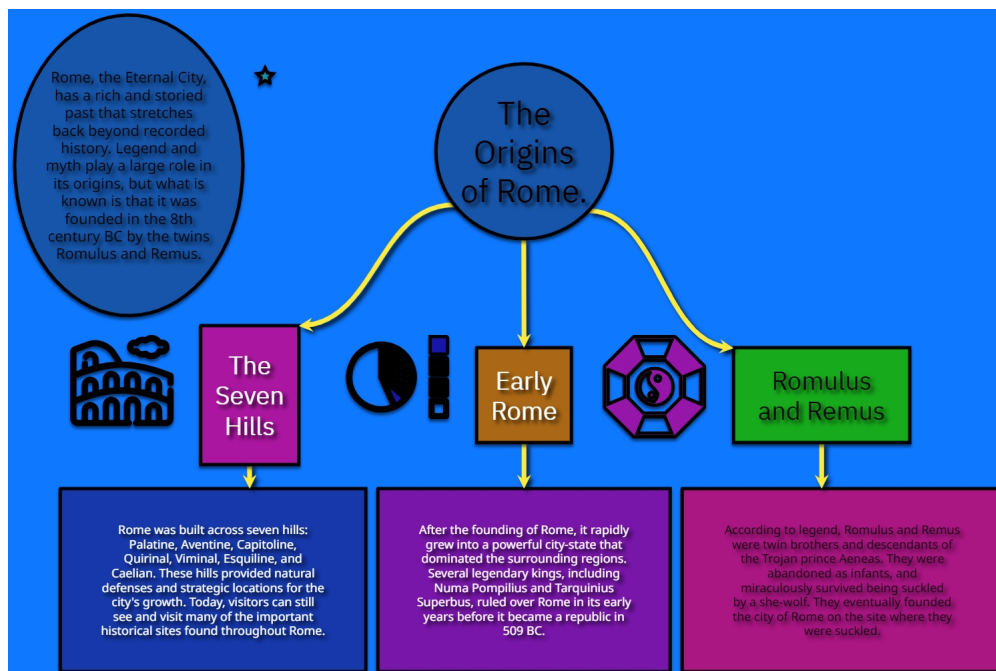 Rome, the Eternal City,
has a rich and storied
past that stretches
back beyond recorded
history. Legend and
myth play a large role in
its origins, but what is
known is that it was
founded in the 8th
century BC by the twins
Romulus and Remus.
The
Origins
of Rome.
The
Seven
Hills
Early
Rome
Romulus
and Remus
Rome was built across seven hills:
Palatine, Aventine, Capitoline,
Quirinal, Viminal, Esquiline, and
Caelian. These hills provided natural
defenses and strategic locations for the
city's growth. Today, visitors can still
see and visit many of the important
historical sites found throughout Rome.
After the founding of Rome, it rapidly
grew into a powerful city-state that
dominated the surrounding regions.
Several legendary kings, including
Numa Pompilius and Tarquinius
Superbus, ruled over Rome in its early
years before it became a republic in
509 BC.
According to legend, Romulus and Remus
were twin brothers and descendants of
the Trojan prince Aeneas. They were
abandoned as infants, and
miraculously survived being suckled
by a she-wolf. They eventually founded
the city of Rome on the site where they
were suckled.